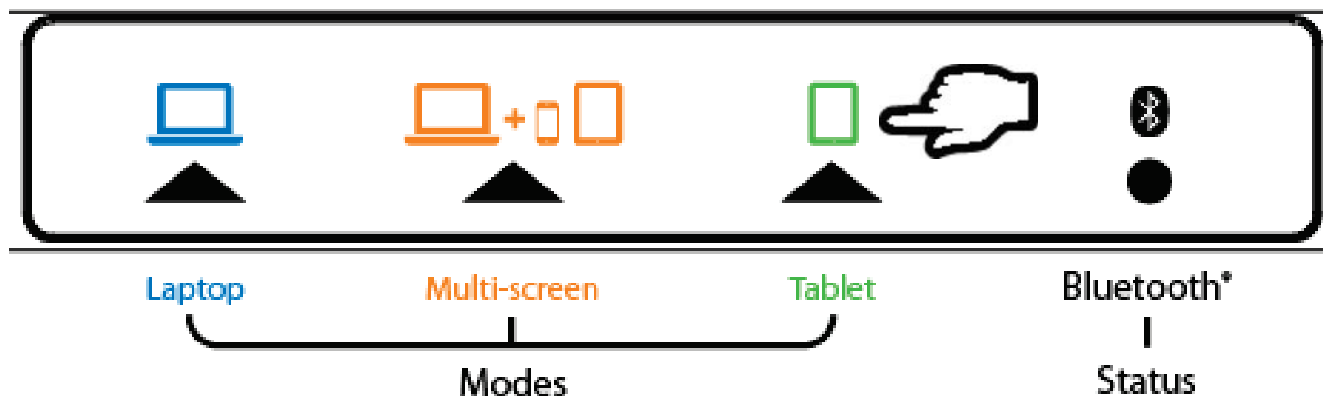 Laptop
Multi-screen
Tablet
Bluetooth*
Modes
Status